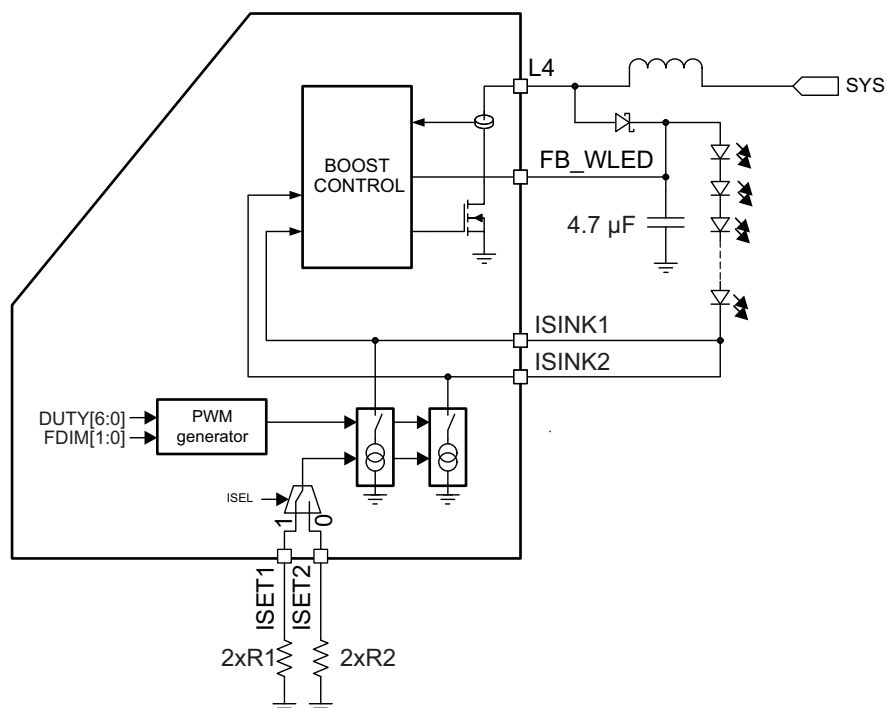 L4
SYS
BOOST
CONTROL
FB_WLED
4.7 µF
ISINK1
ISINK2
DUTY[6:0]
FDIM[1:0]
PWM
generator
ISEL
1
0
ISET1
ISET2
2xR1
2xR2